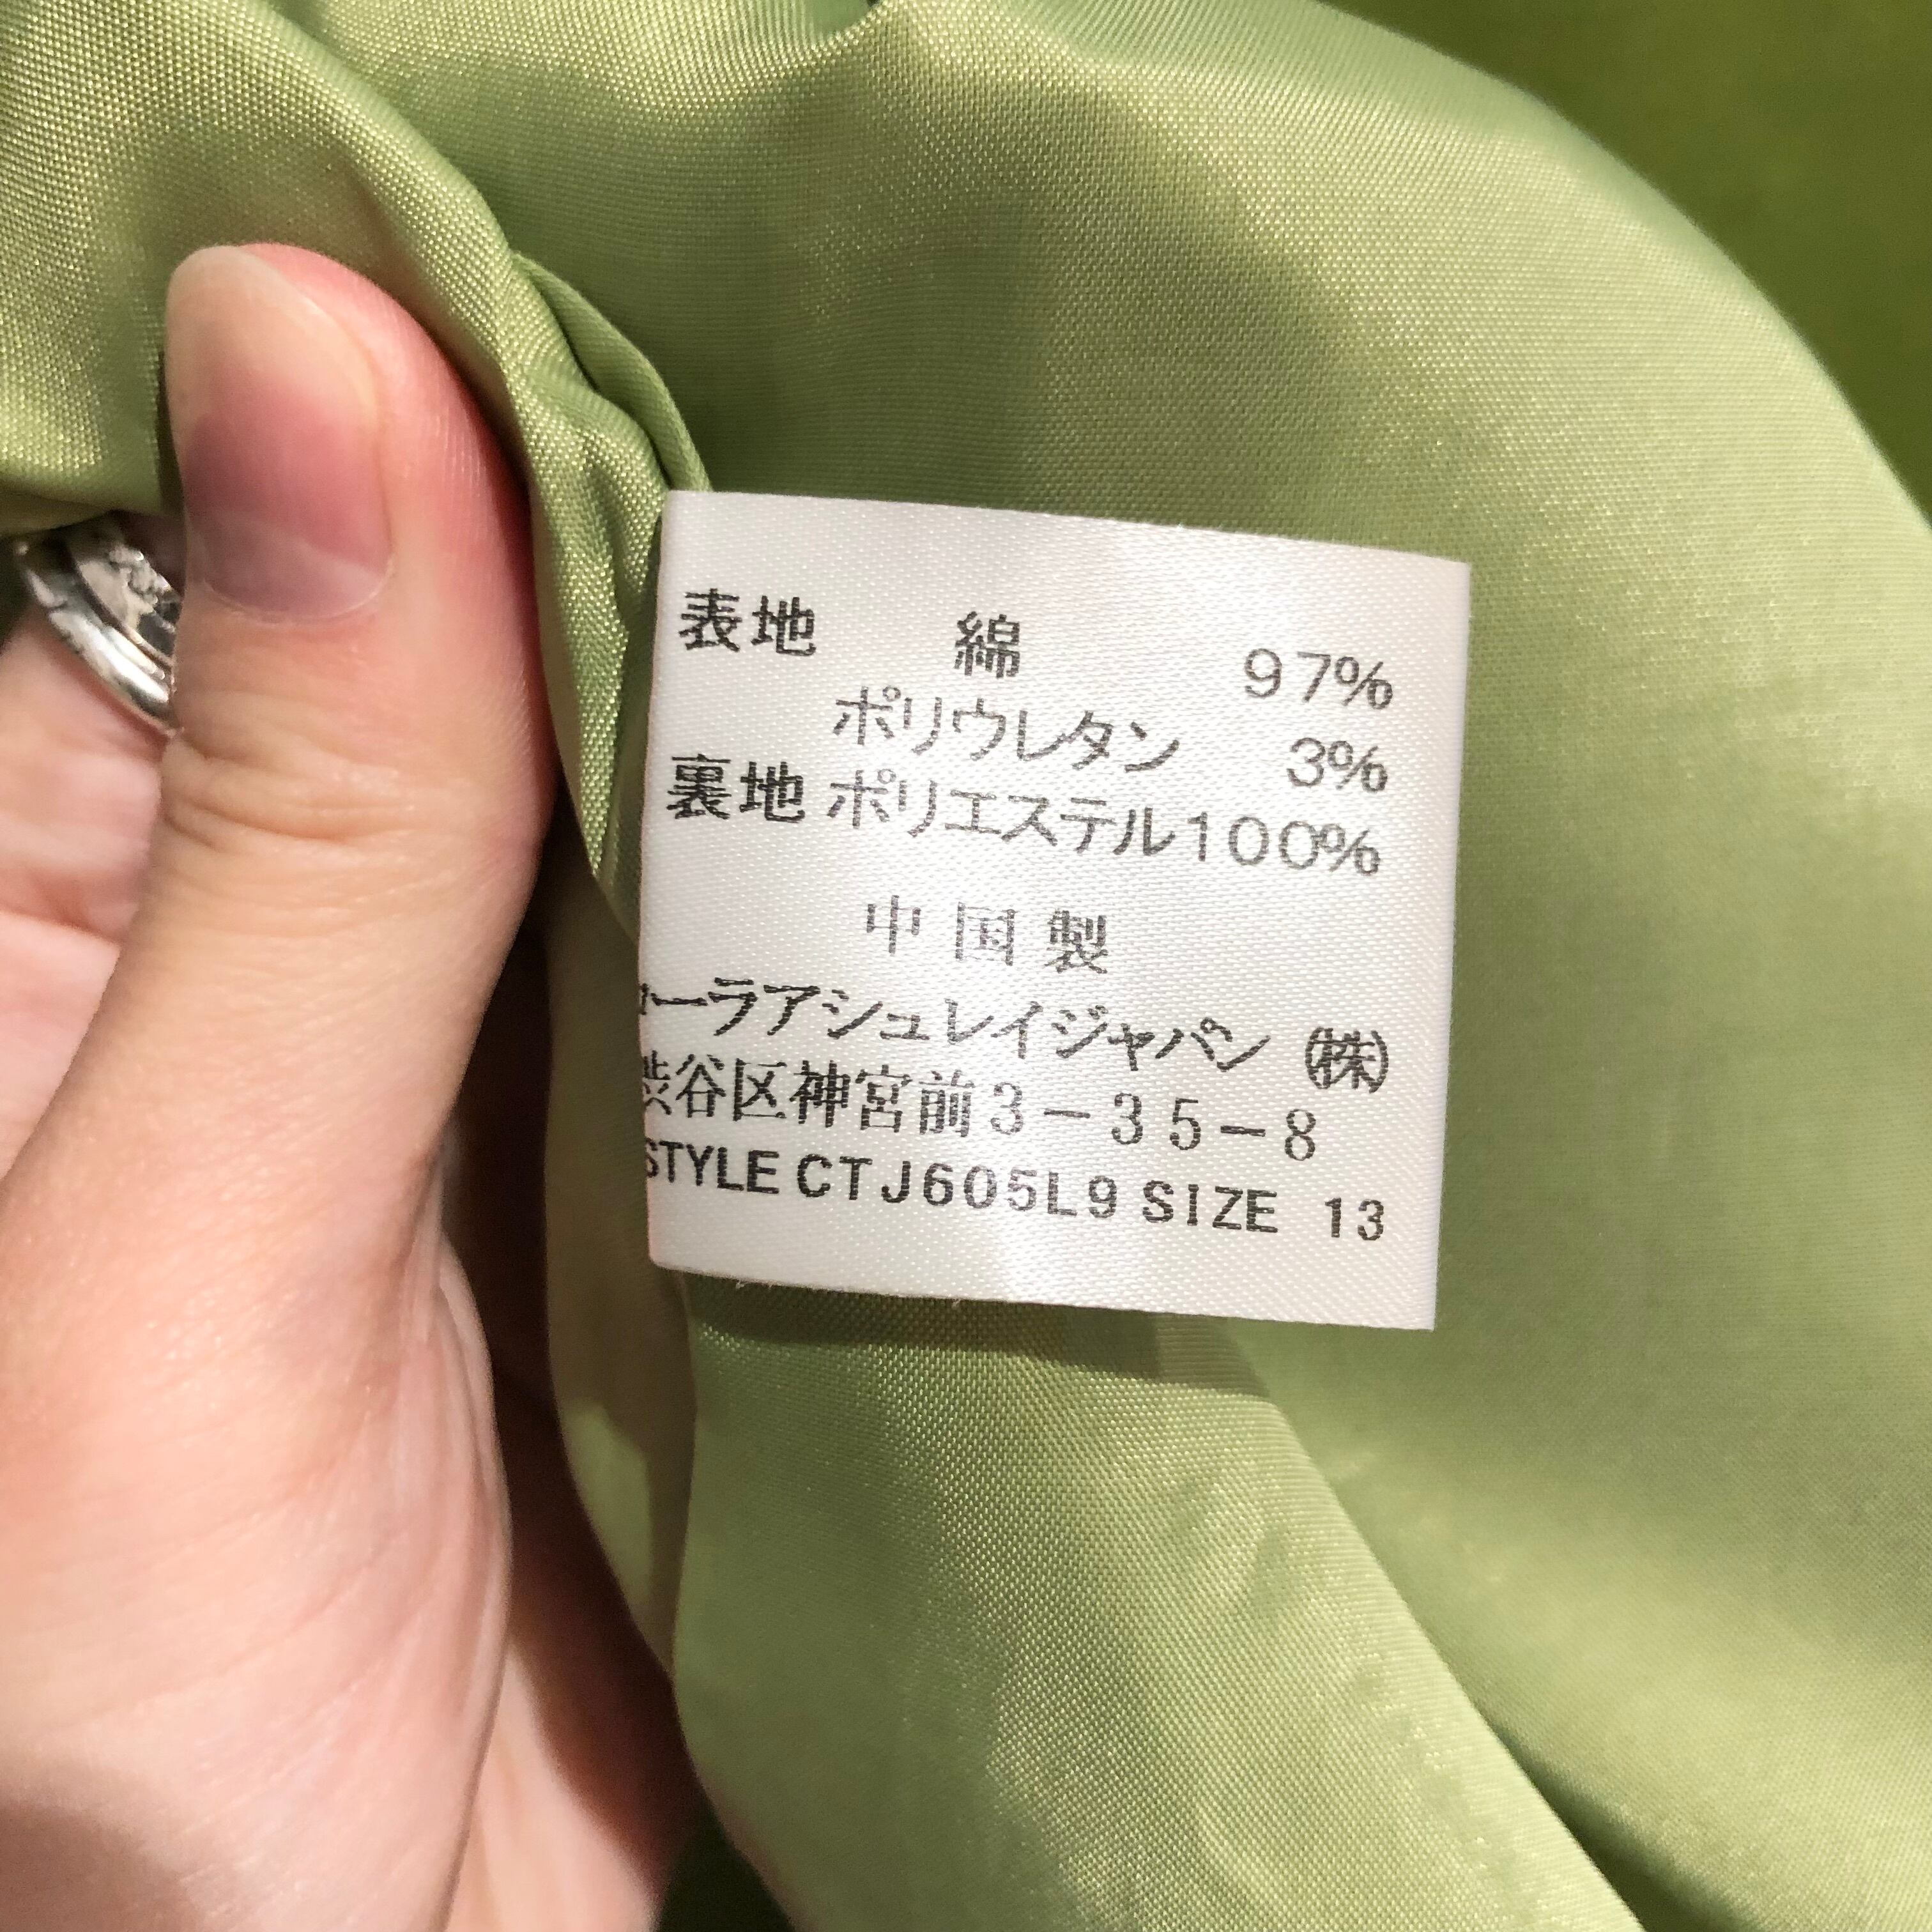 表地 綿 97%
ポリウレタン 3%
裏地 ポリエステル100%
中国製
ローラアシュレイジャパン ㈱
渋谷区神宮前3-35-8
STYLE CTJ605L9 SIZE 13